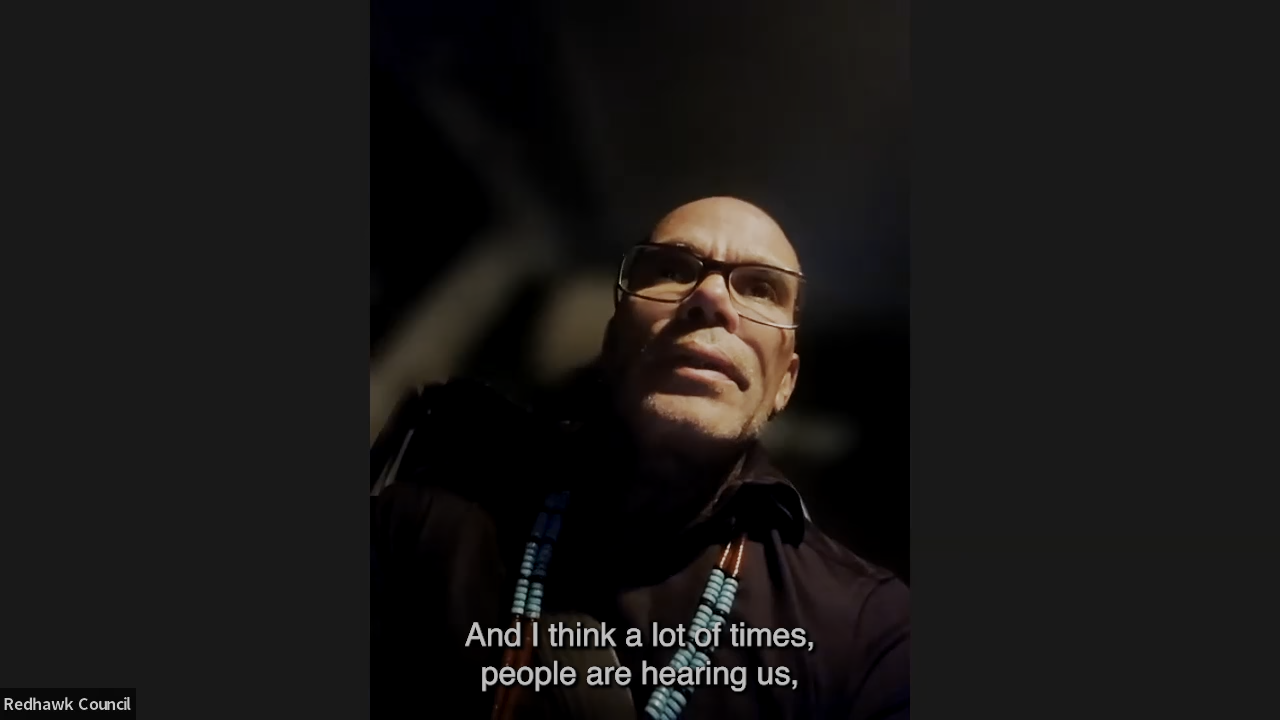 And I think a lot of times,
people are hearing us,
Redhawk Council